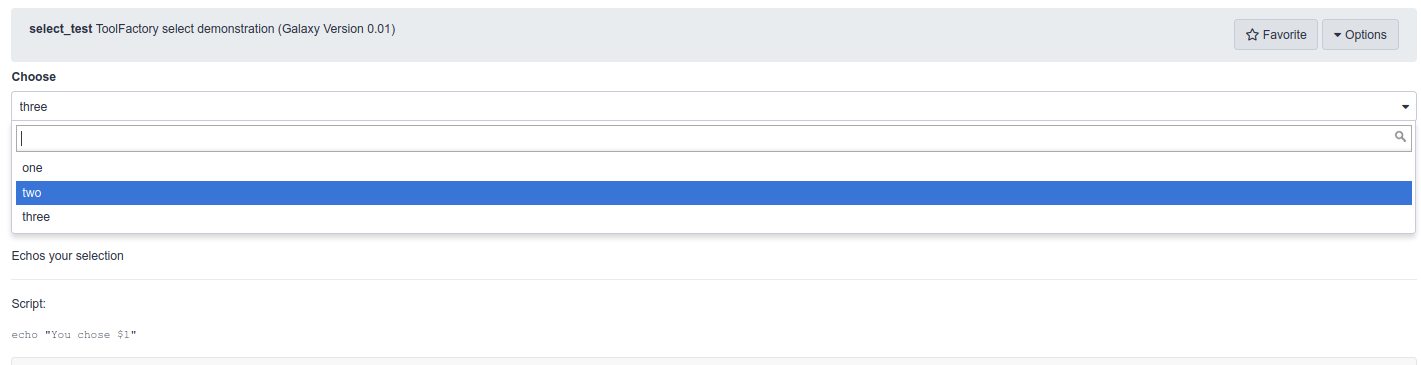 select_test ToolFactory select demonstration (Galaxy Version 0.01)
Favorite
Options
Choose
three
one
two
three
Echos your selection
Script:
echo "You chose $1"